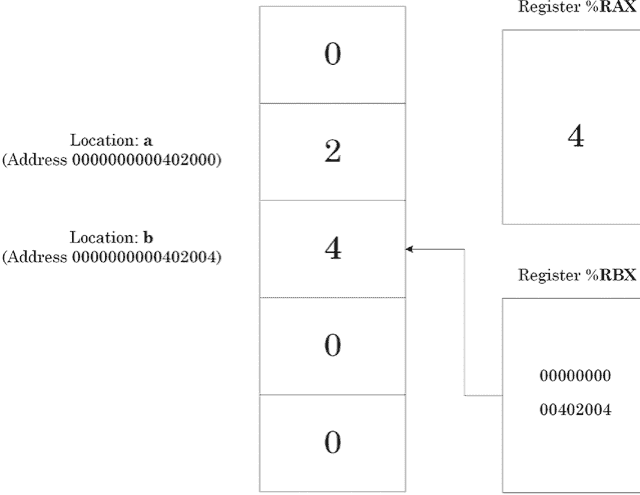 Register %RAX
0
Location: a
(Address 0000000000402000)
2
4
Location: b
(Address 0000000000402004)
4
Register %RBX
0
00000000
00402004
0